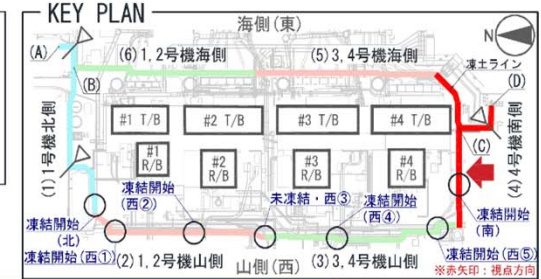 KEY PLAN
海側(東)
N
(A)
(B)
(6)1,2号機海側
(5)3,4号機海側
凍土ライン
(D)
(1)1号機北側
#1 T/B
#2 T/B
#3 T/B
#4 T/B
#1
R/B
#2
R/B
#3
R/B
#4
R/B
(C)
(4)4号機南側
凍結開始
(西②)
未凍結・西③
凍結開始
(西④)
凍結開始
(北)
凍結開始
(南)
凍結開始(西①)
(2)1,2号機山側
山側(西)
(3)3,4号機山側
凍結開始(西⑤)
※赤矢印:視点方向